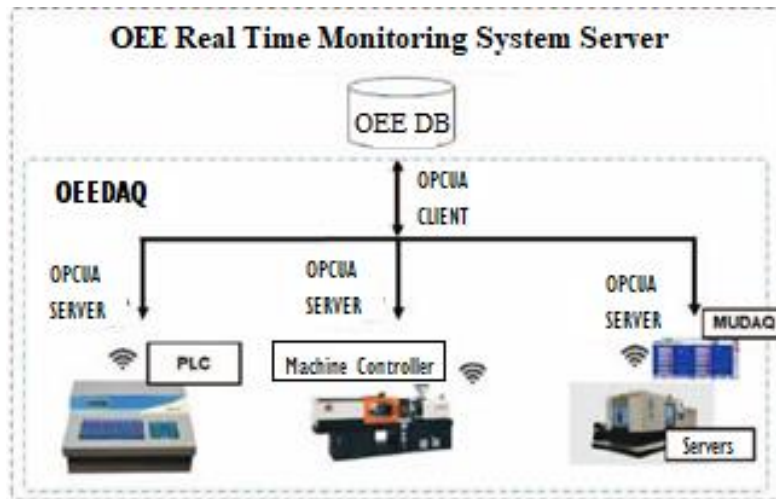 OEE Real Time Monitoring System Server
OEE DB
OEEDAQ
OPCUA
CLIENT
OPCUA
SERVER
OPCUA
SERVER
OPCUA
SERVER
MUDAQ
PLC
Machine Controller
Servers